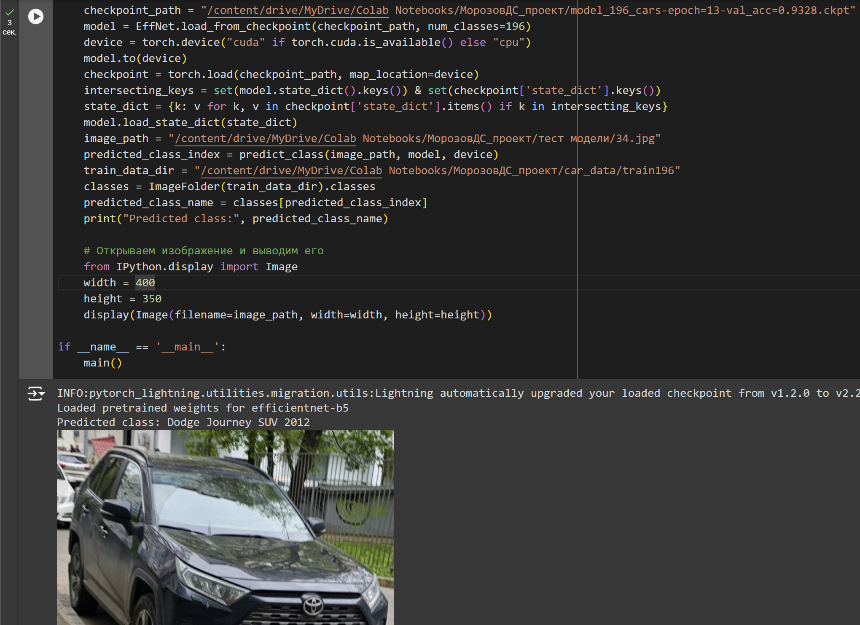 checkpoint_path = "/content/drive/MyDrive/Colab Notebooks/МорозовДС_проект/model_196_cars-epoch=13-val_acc=0.9328.ckpt"
model = EffNet.load_from_checkpoint(checkpoint_path, num_classes=196)
3
device = torch.device("cuda" if torch.cuda.is_available() else "cpu")
сек.
model.to(device)
checkpoint = torch.load(checkpoint_path, map_location=device)
intersecting_keys = set(model.state_dict().keys()) & set(checkpoint['state_dict'].keys())
state_dict = {k: v for k, v in checkpoint['state_dict'].items() if k in intersecting_keys}
model.load_state_dict(state_dict)
image_path = "/content/drive/MyDrive/Colab Notebooks/МорозовДС_проект/тест модели/34.jpg"
predicted_class_index = predict_class(image_path, model, device)
train_data_dir = "/content/drive/MyDrive/Colab Notebooks/МорозовДС_проект/car_data/train196"
classes = ImageFolder(train_data_dir).classes
predicted_class_name = classes[predicted_class_index]
print("Predicted class:", predicted_class_name)
# Открываем изображение и выводим его
from IPython.display import Image
width = 400
height = 350
display(Image(filename=image_path, width=width, height=height))
if __name__ == '__main__':
main()
INFO:pytorch_lightning.utilities.migration.utils:Lightning automatically upgraded your loaded checkpoint from v1.2.0 to v2.2
Loaded pretrained weights for efficientnet-b5
Predicted class: Dodge Journey SUV 2012